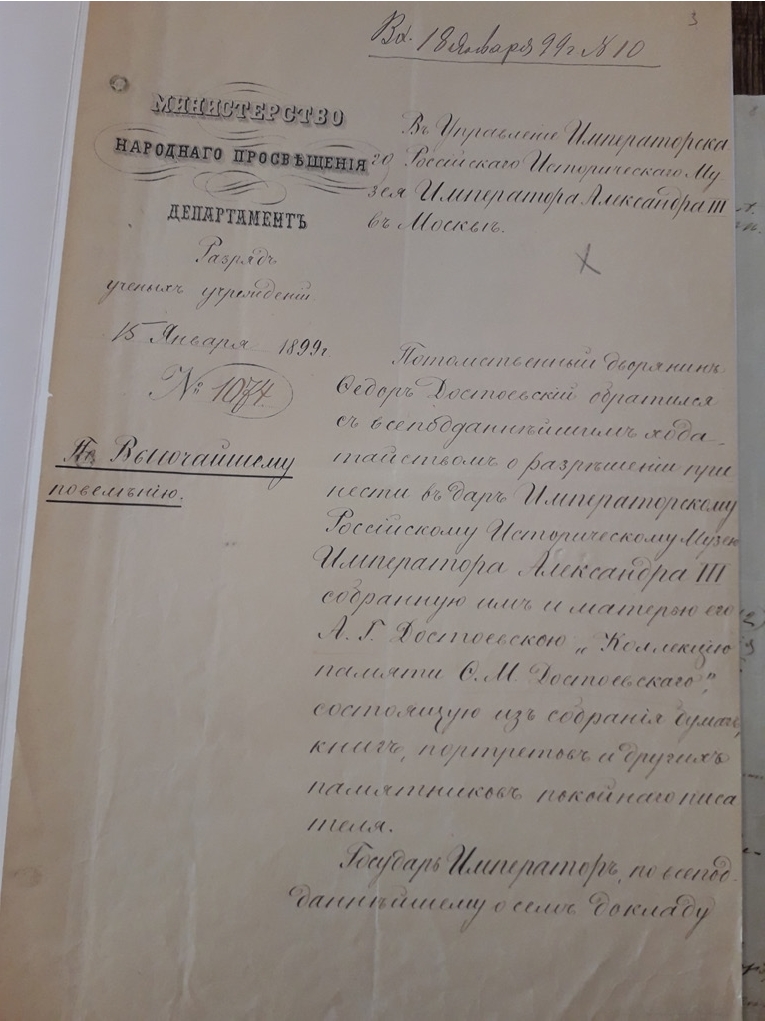 3
Вх. 18 Января 99 г № 10
МИНИСТЕРСТВО
НАРОДНАГО ПРОСВѢЩЕНІЯ
ДЕПАРТАМЕНТЪ
Разрядъ
ученыхъ учрежденій
15 Января 1899 г
№ 1074.
По Высочайшему
повелѣнію.
Въ Управленіе Императорска
го Россійскаго Историческаго Му
зея Императора Александра III
въ Москвѣ.
Потомственный дворянинъ
Ѳедоръ Достоевскій обратился
съ всеподданнѣйшимъ хода-
тайствомъ о разрѣшеніи при
нести въ даръ Императорскому
Россійскому Историческому Музею
Императора Александра III
собранную имъ и матерью его
А. Г. Достоевскою „Коллекцію
памяти Ѳ. М. Достоевскаго",
состоящую изъ собранія бумагъ,
книгъ, портретовъ и другихъ
памятниковъ покойнаго писа
теля.
Государь Императоръ, по всепод-
даннѣйшему о семъ докладу